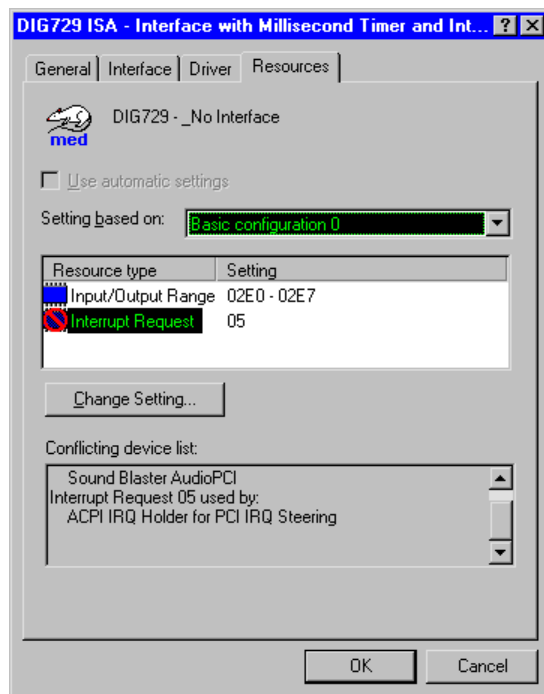 DIG729 ISA - Interface with Millisecond Timer and Int...
General Interface Driver Resources
DIG729 - _No Interface
med
Use automatic settings
Setting based on: Basic configuration 0
Resource type Setting
Input/Output Range 02E0 - 02E7
Interrupt Request 05
Change Setting...
Conflicting device list:
Sound Blaster AudioPCI
Interrupt Request 05 used by:
ACPI IRQ Holder for PCI IRQ Steering
OK Cancel